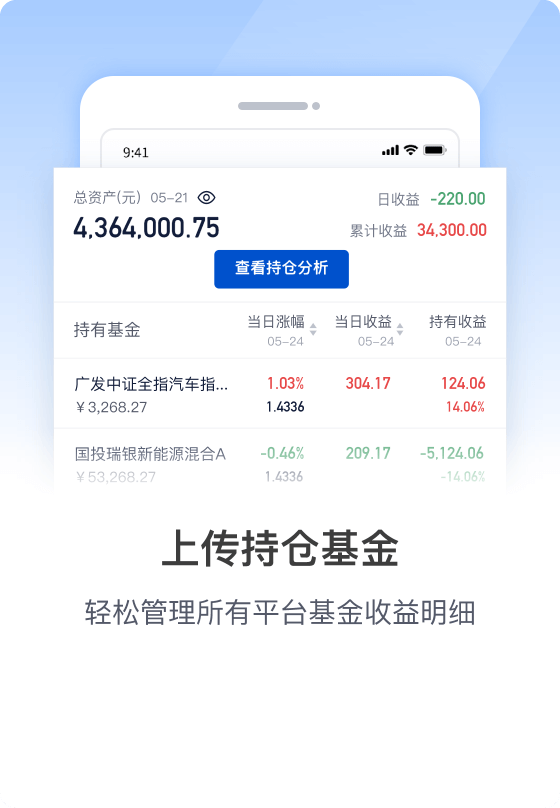 9:41
总资产(元) 05-21
日收益 -220.00
4,364,000.75
累计收益 34,300.00
查看持仓分析
持有基金 当日涨幅 当日收益 持有收益
05-24 05-24 05-24
广发中证全指汽车指... 1.03% 304.17 124.06
¥3,268.27 1.4336 14.06%
国投瑞银新能源混合A -0.46% 209.17 -5,124.06
¥53,268.27 1.4336 -14.06%
上传持仓基金
轻松管理所有平台基金收益明细